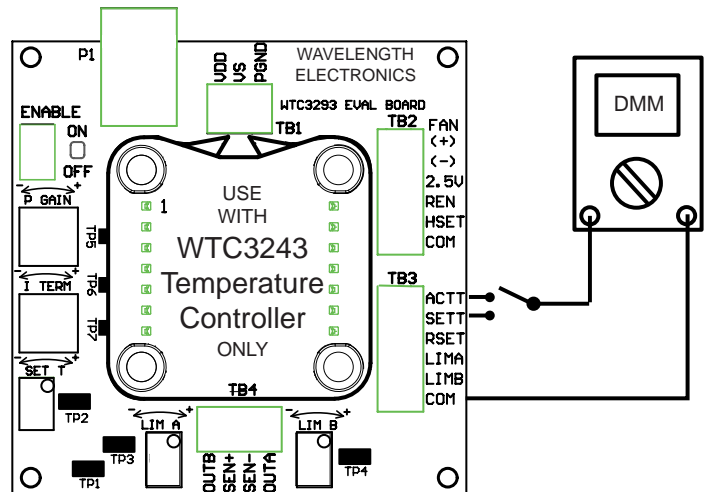 P1
VDD
VS
PGND
WAVELENGTH
ELECTRONICS
WTC3293 EVAL BOARD
TB1
ENABLE
ON
OFF
- +
P GAIN
TP5
- +
I TERM
TP6
TP7
- +
SET T
TP2
1
USE
WITH
WTC3243
Temperature
Controller
ONLY
TB2
FAN
(+)
(-)
2.5V
REN
HSET
COM
TB3
ACTT
SETT
RSET
LIMA
LIMB
COM
DMM
TB4
- +
LIM A
TP3
TP1
OUTB
SEN+
SEN-
OUTA
- +
LIM B
TP4